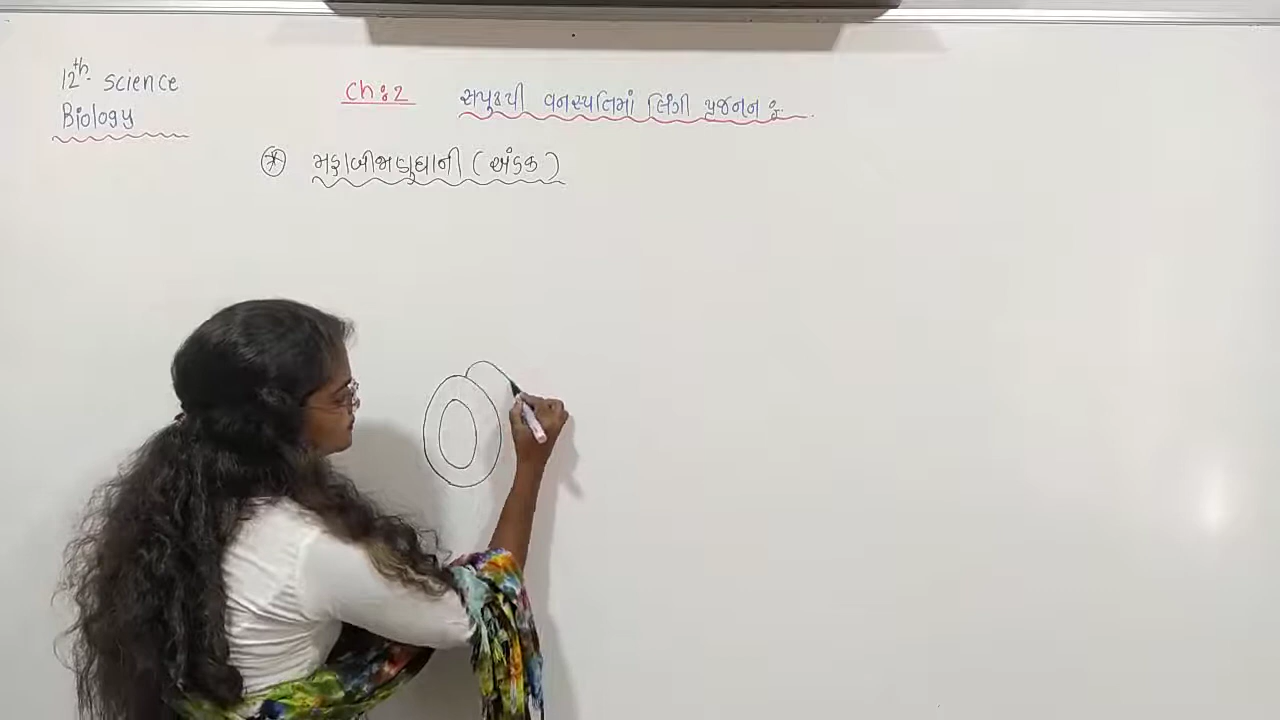 12th. science
Biology
Ch:2 સપુષ્પી વનસ્પતિમાં લિંગી પ્રજનન :
* મહાબીજાણુધાની (અંડક)